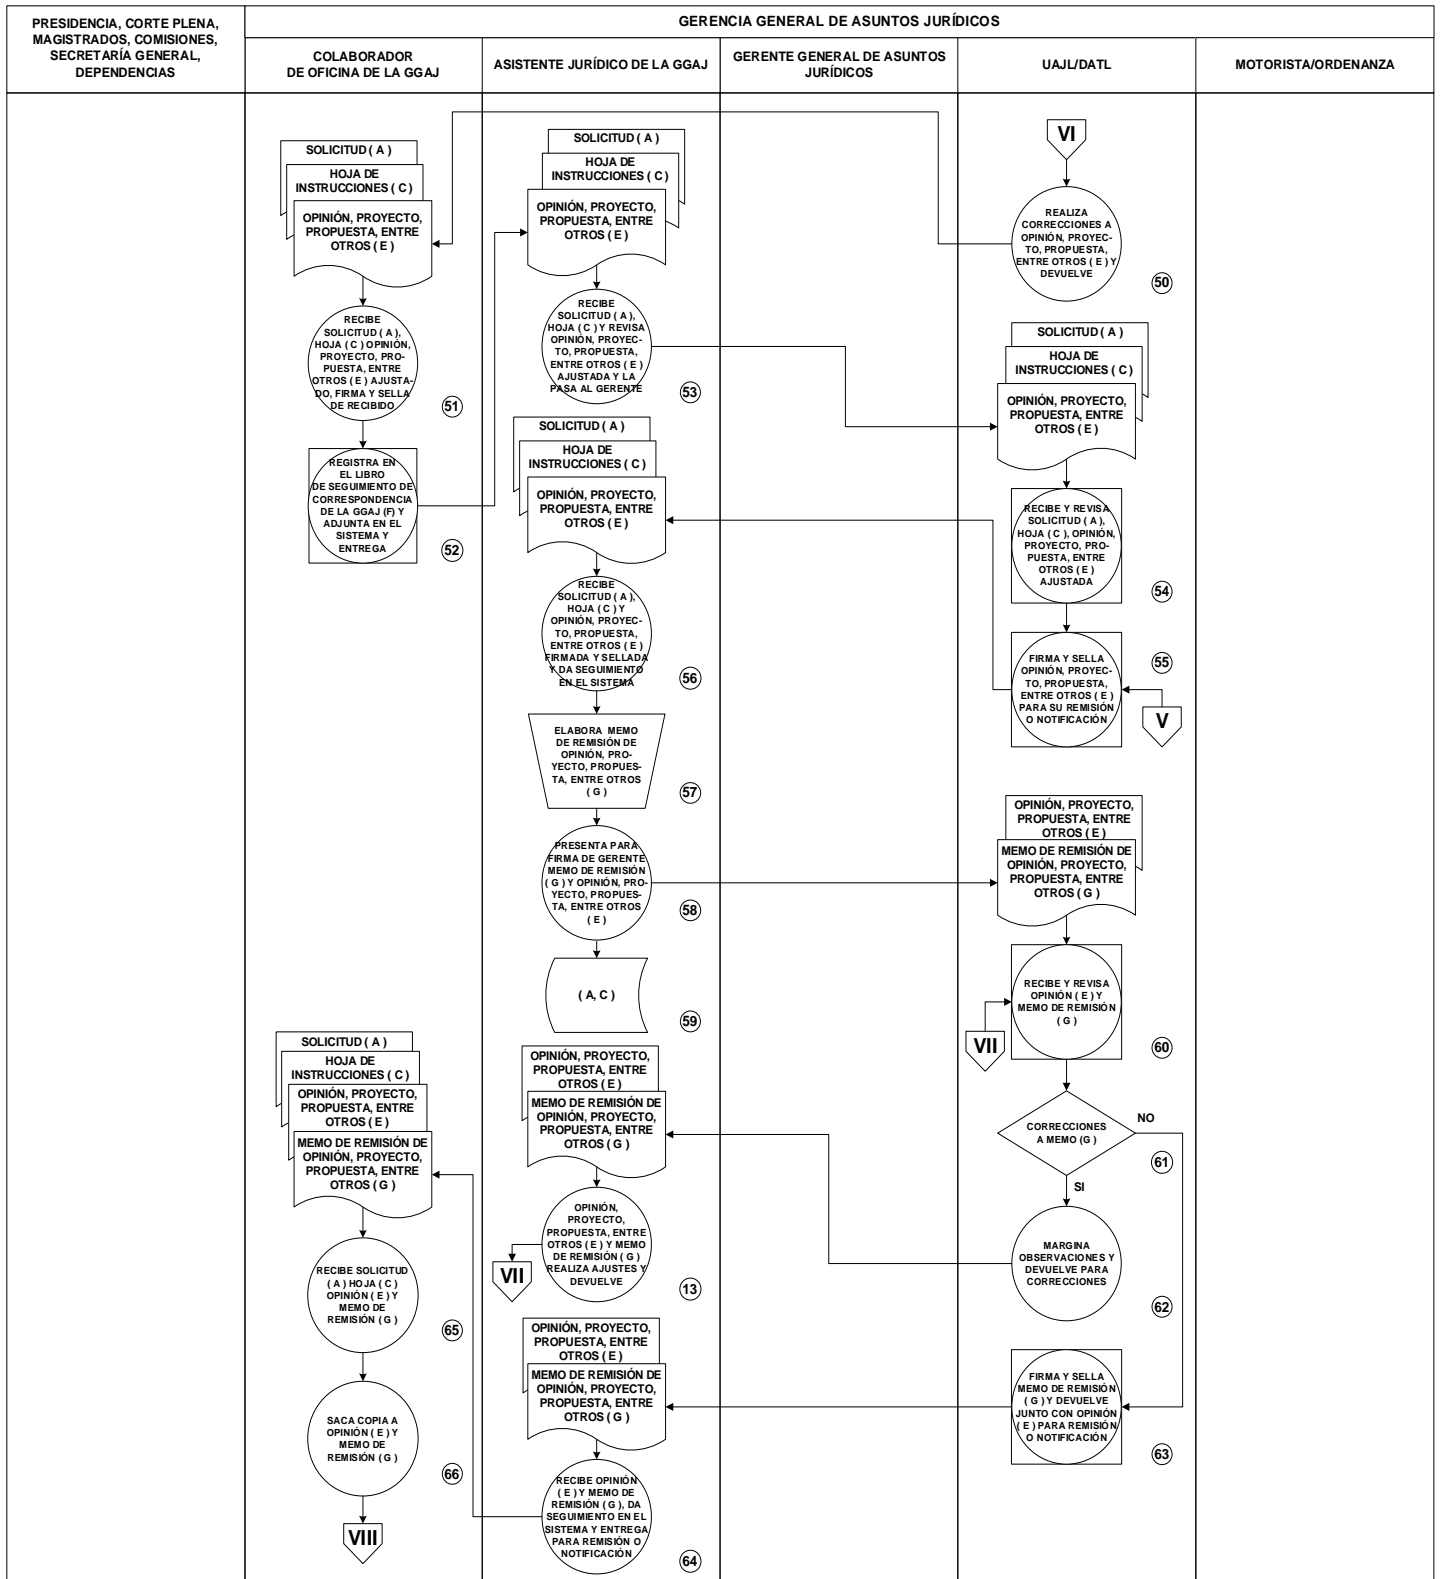 PRESIDENCIA, CORTE PLENA,
MAGISTRADOS, COMISIONES,
SECRETARÍA GENERAL,
DEPENDENCIAS
GERENCIA GENERAL DE ASUNTOS JURÍDICOS
COLABORADOR
DE OFICINA DE LA GGAJ
ASISTENTE JURÍDICO DE LA GGAJ
GERENTE GENERAL DE ASUNTOS
JURÍDICOS
UAJL/DATL
MOTORISTA/ORDENANZA
VI
REALIZA
CORRECCIONES A
OPINIÓN, PROYEC-
TO, PROPUESTA,
ENTRE OTROS ( E ) Y
DEVUELVE
50
SOLICITUD ( A )
HOJA DE
INSTRUCCIONES ( C )
OPINIÓN, PROYECTO,
PROPUESTA, ENTRE
OTROS ( E )
RECIBE
SOLICITUD ( A ),
HOJA ( C ) OPINIÓN,
PROYECTO, PRO-
PUESTA, ENTRE
OTROS ( E ) AJUSTA-
DO, FIRMA Y SELLA
DE RECIBIDO
51
REGISTRA EN
EL LIBRO
DE SEGUIMIENTO DE
CORRESPONDENCIA
DE LA GGAJ (F) Y
ADJUNTA EN EL
SISTEMA Y
ENTREGA
52
SOLICITUD ( A )
HOJA DE
INSTRUCCIONES ( C )
OPINIÓN, PROYECTO,
PROPUESTA, ENTRE
OTROS ( E )
RECIBE
SOLICITUD ( A ),
HOJA ( C ) Y REVISA
OPINIÓN, PROYEC-
TO, PROPUESTA,
ENTRE OTROS ( E )
AJUSTADA Y LA
PASA AL GERENTE
53
SOLICITUD ( A )
HOJA DE
INSTRUCCIONES ( C )
OPINIÓN, PROYECTO,
PROPUESTA, ENTRE
OTROS ( E )
RECIBE Y REVISA
SOLICITUD ( A ),
HOJA ( C ), OPINIÓN,
PROYECTO, PRO-
PUESTA, ENTRE
OTROS ( E )
AJUSTADA
54
FIRMA Y SELLA
OPINIÓN, PROYEC-
TO, PROPUESTA,
ENTRE OTROS ( E )
PARA SU REMISIÓN
O NOTIFICACIÓN
55
V
SOLICITUD ( A )
HOJA DE
INSTRUCCIONES ( C )
OPINIÓN, PROYECTO,
PROPUESTA, ENTRE
OTROS ( E )
RECIBE
SOLICITUD ( A ),
HOJA ( C ) Y
OPINIÓN, PROYEC-
TO, PROPUESTA,
ENTRE OTROS ( E )
FIRMADA Y SELLADA
Y DA SEGUIMIENTO
EN EL SISTEMA
56
ELABORA MEMO
DE REMISIÓN DE
OPINIÓN, PRO-
YECTO, PROPUES-
TA, ENTRE OTROS
( G )
57
PRESENTA PARA
FIRMA DE GERENTE
MEMO DE REMISIÓN
( G ) Y OPINIÓN, PRO-
YECTO, PROPUES-
TA, ENTRE OTROS
( E )
58
( A, C )
59
OPINIÓN, PROYECTO,
PROPUESTA, ENTRE
OTROS ( E )
MEMO DE REMISIÓN DE
OPINIÓN, PROYECTO,
PROPUESTA, ENTRE
OTROS ( G )
RECIBE Y REVISA
OPINIÓN ( E ) Y
MEMO DE REMISIÓN
( G )
60
VII
CORRECCIONES
A MEMO (G)
NO
SI
61
MARGINA
OBSERVACIONES Y
DEVUELVE PARA
CORRECCIONES
62
OPINIÓN, PROYECTO,
PROPUESTA, ENTRE
OTROS ( E )
MEMO DE REMISIÓN DE
OPINIÓN, PROYECTO,
PROPUESTA, ENTRE
OTROS ( G )
OPINIÓN,
PROYECTO,
PROPUESTA, ENTRE
OTROS ( E ) Y MEMO
DE REMISIÓN ( G )
REALIZA AJUSTES Y
DEVUELVE
13
VII
FIRMA Y SELLA
MEMO DE REMISIÓN
( G ) Y DEVUELVE
JUNTO CON OPINIÓN
( E ) PARA REMISIÓN
O NOTIFICACIÓN
63
OPINIÓN, PROYECTO,
PROPUESTA, ENTRE
OTROS ( E )
MEMO DE REMISIÓN DE
OPINIÓN, PROYECTO,
PROPUESTA, ENTRE
OTROS ( G )
RECIBE OPINIÓN
( E ) Y MEMO DE
REMISIÓN ( G ), DA
SEGUIMIENTO EN EL
SISTEMA Y ENTREGA
PARA REMISIÓN O
NOTIFICACIÓN
64
SOLICITUD ( A )
HOJA DE
INSTRUCCIONES ( C )
OPINIÓN, PROYECTO,
PROPUESTA, ENTRE
OTROS ( E )
MEMO DE REMISIÓN DE
OPINIÓN, PROYECTO,
PROPUESTA, ENTRE
OTROS ( G )
RECIBE SOLICITUD
( A ) HOJA ( C )
OPINIÓN ( E ) Y
MEMO DE
REMISIÓN ( G )
65
SACA COPIA A
OPINIÓN ( E ) Y
MEMO DE
REMISIÓN ( G )
66
VIII